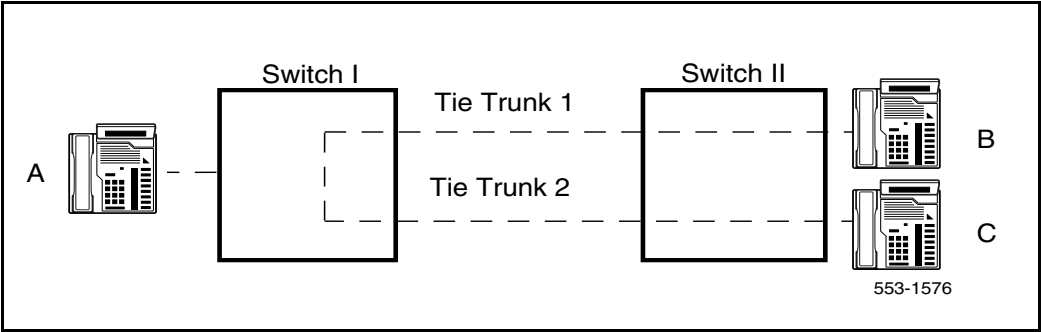 Switch I
Switch II
Tie Trunk 1
A
B
Tie Trunk 2
C
553-1576